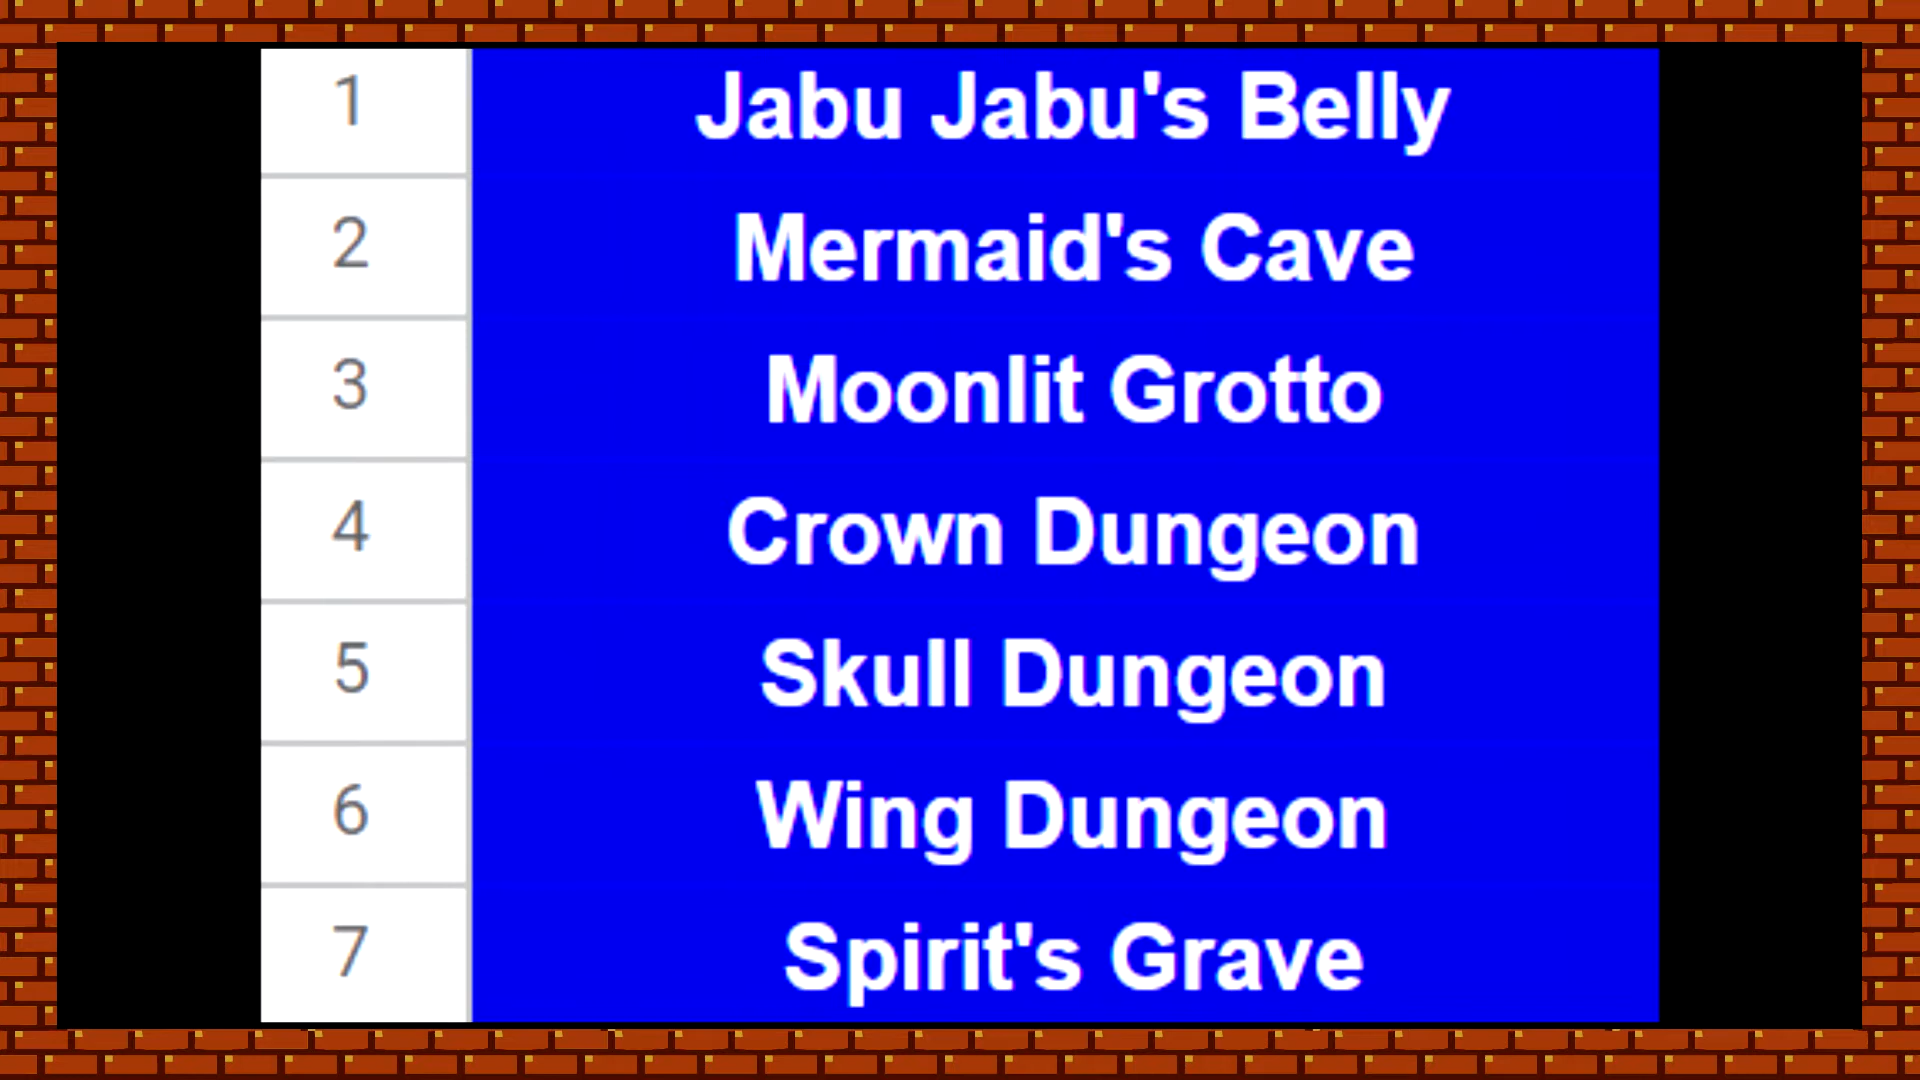 1 Jabu Jabu's Belly
2 Mermaid's Cave
3 Moonlit Grotto
4 Crown Dungeon
5 Skull Dungeon
6 Wing Dungeon
7 Spirit's Grave